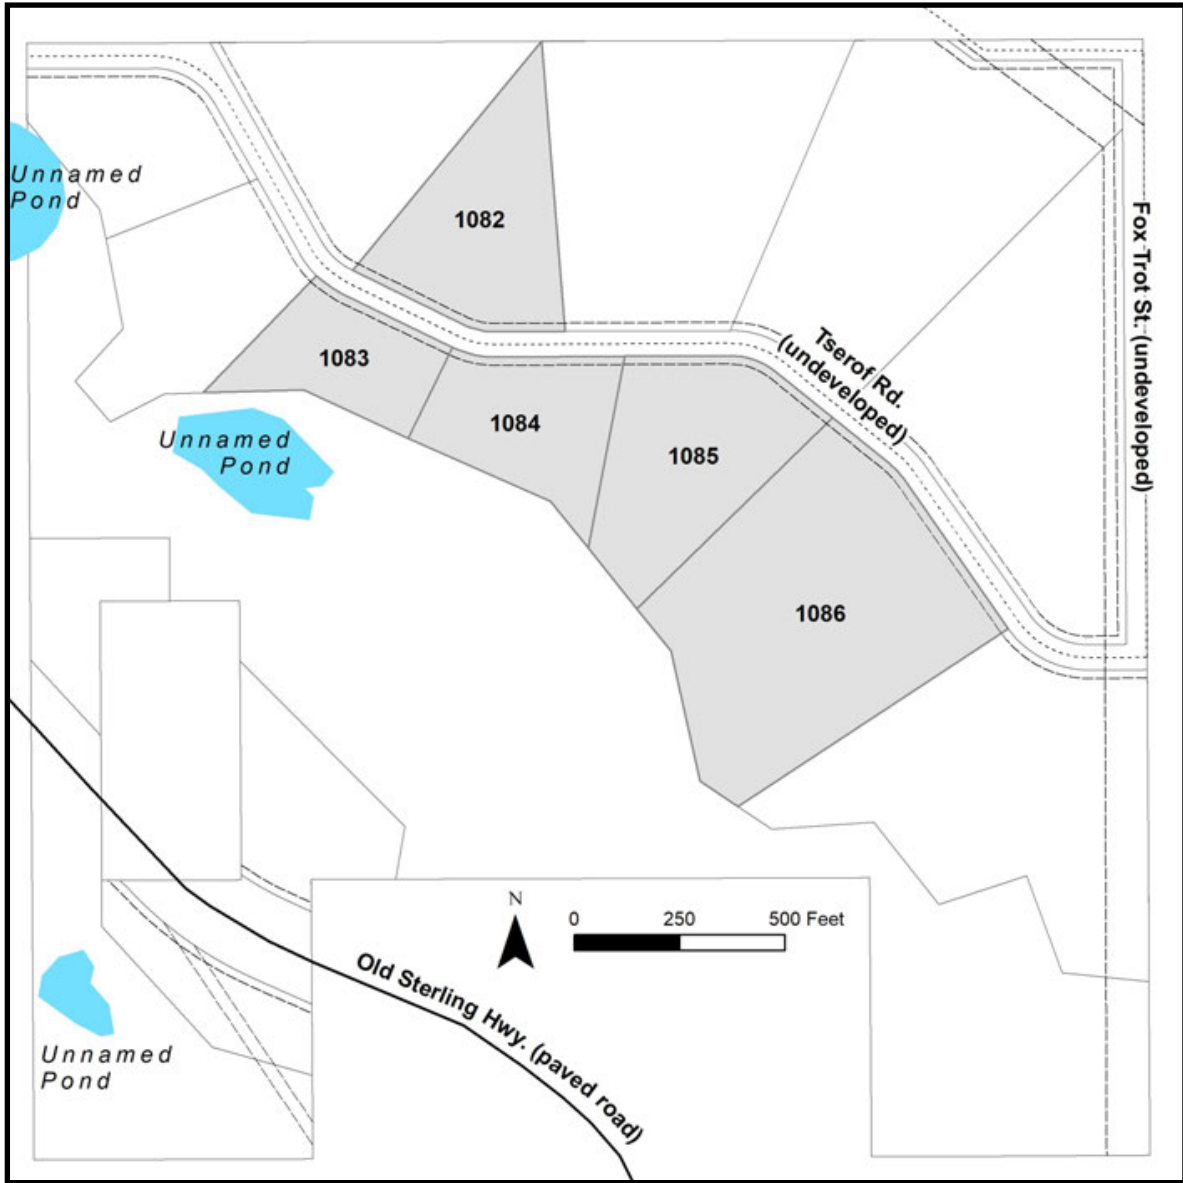 Unnamed
Pond
1082
Fox Trot St. (undeveloped)
Tserof Rd.
(undeveloped)
1083
1084
1085
Unnamed
Pond
1086
N
0 250 500 Feet
Old Sterling Hwy. (paved road)
Unnamed
Pond